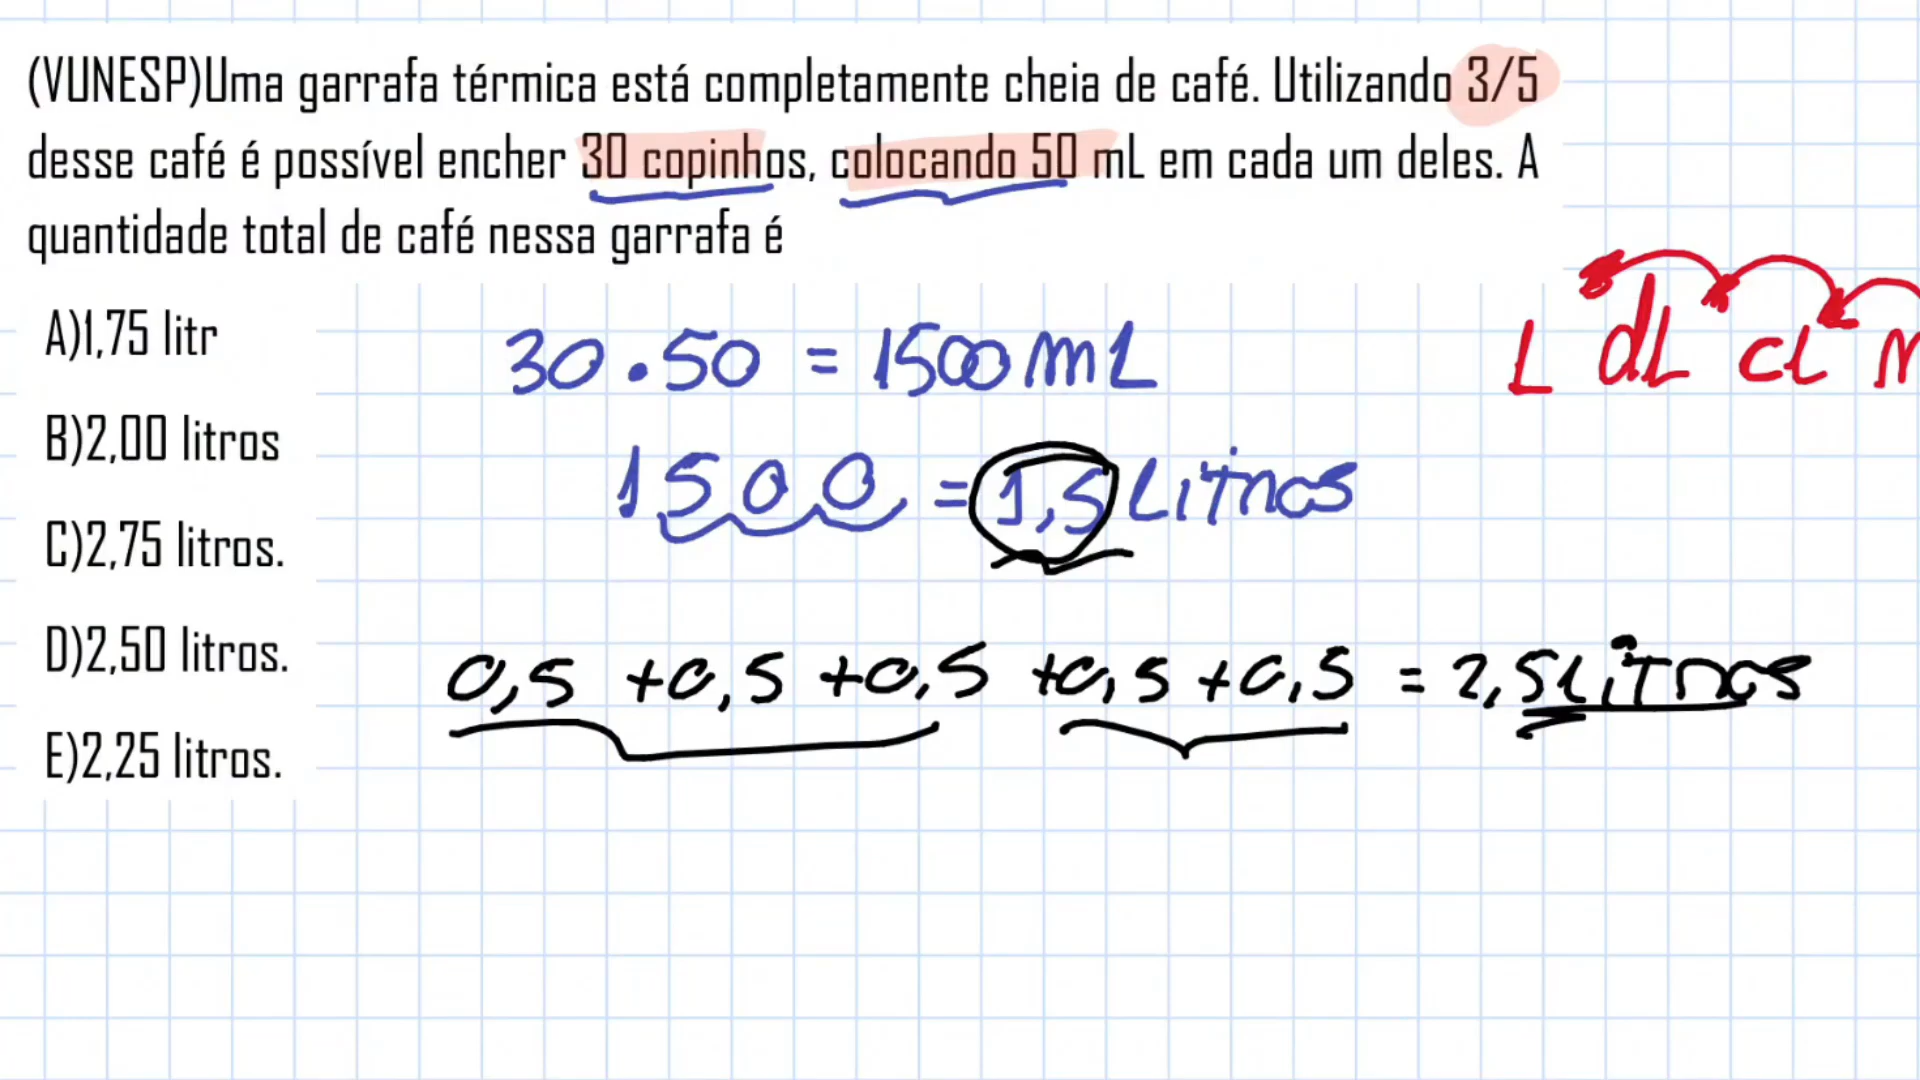 (VUNESP)Uma garrafa térmica está completamente cheia de café. Utilizando 3/5
desse café é possível encher 30 copinhos, colocando 50 mL em cada um deles. A
quantidade total de café nessa garrafa é
A)1,75 litr
B)2,00 litros
C)2,75 litros.
D)2,50 litros.
E)2,25 litros.
30 . 50 = 1500 mL
L dL cL m
1500 = 1,5 Litros
0,5 +0,5 +0,5 +0,5 +0,5 = 2,5 Litros